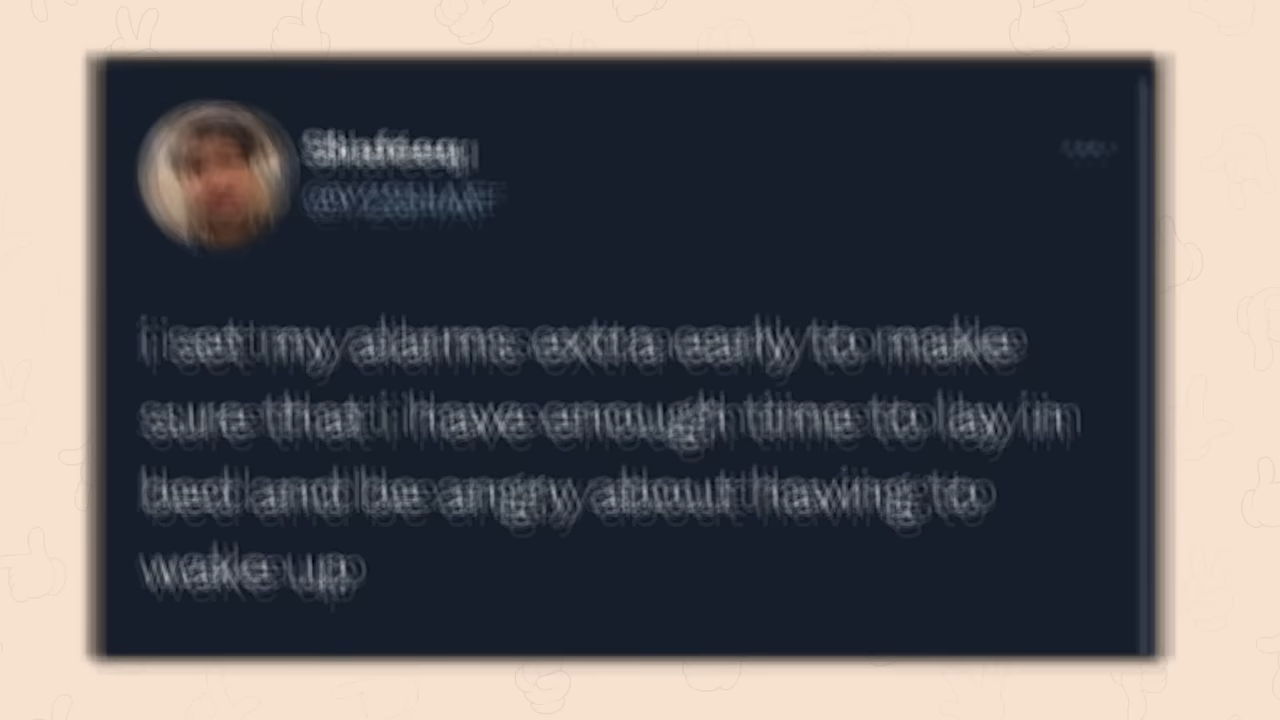 Shafeeq
i set my alarms extra early to make
sure that i have enough time to lay in
bed and be angry about having to
wake up